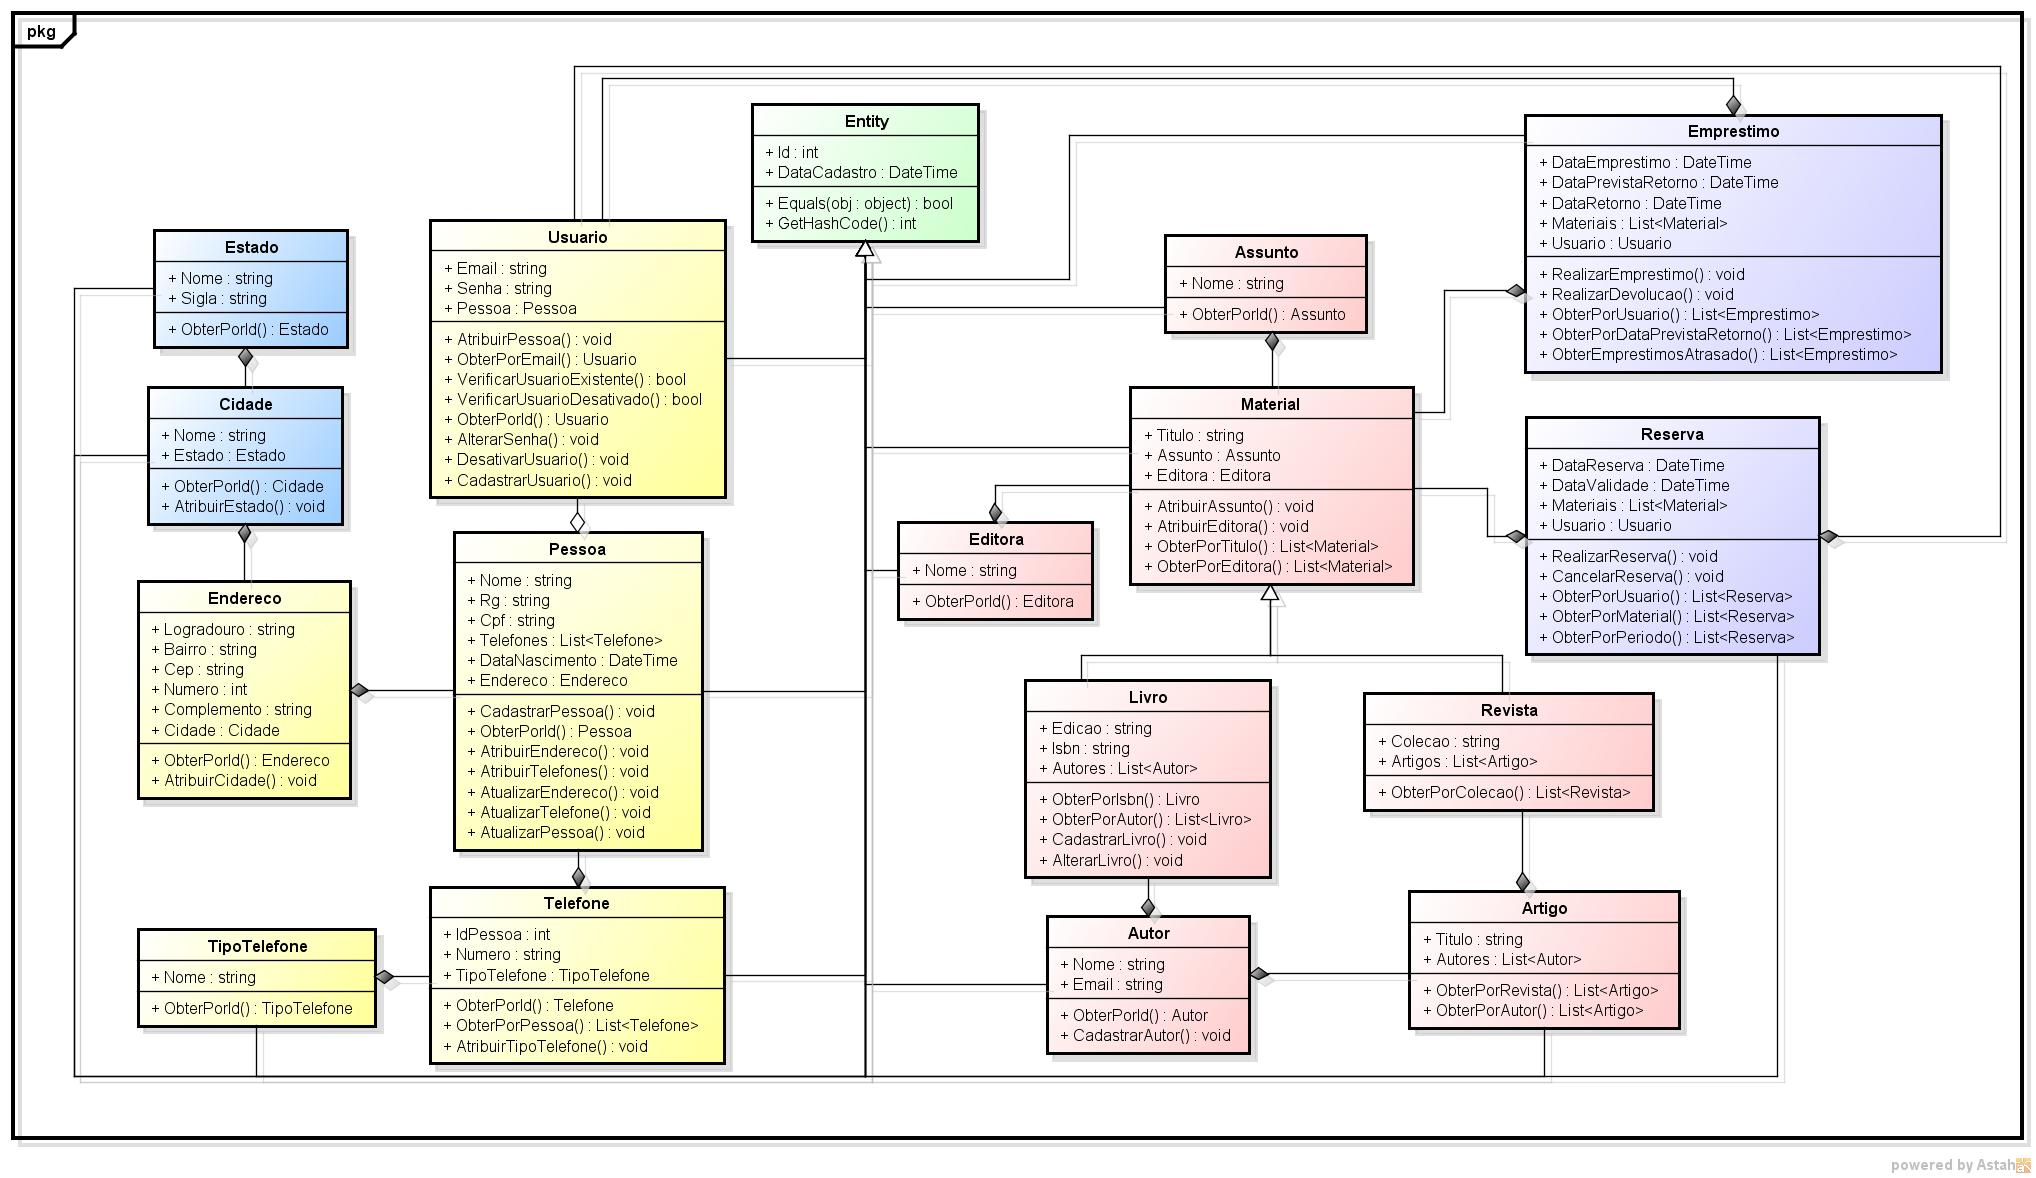 pkg
Entity
+ Id : int
+ DataCadastro : DateTime
+ Equals(obj : object) : bool
+ GetHashCode() : int
Emprestimo
+ DataEmprestimo : DateTime
+ DataPrevistaRetorno : DateTime
+ DataRetorno : DateTime
+ Materiais : List<Material>
+ Usuario : Usuario
+ RealizarEmprestimo() : void
+ RealizarDevolucao() : void
+ ObterPorUsuario() : List<Emprestimo>
+ ObterPorDataPrevistaRetorno() : List<Emprestimo>
+ ObterEmprestimosAtrasado() : List<Emprestimo>
Estado
+ Nome : string
+ Sigla : string
+ ObterPorId() : Estado
Usuario
+ Email : string
+ Senha : string
+ Pessoa : Pessoa
+ AtribuirPessoa() : void
+ ObterPorEmail() : Usuario
+ VerificarUsuarioExistente() : bool
+ VerificarUsuarioDesativado() : bool
+ ObterPorId() : Usuario
+ AlterarSenha() : void
+ DesativarUsuario() : void
+ CadastrarUsuario() : void
Assunto
+ Nome : string
+ ObterPorId() : Assunto
Cidade
+ Nome : string
+ Estado : Estado
+ ObterPorId() : Cidade
+ AtribuirEstado() : void
Material
+ Titulo : string
+ Assunto : Assunto
+ Editora : Editora
+ AtribuirAssunto() : void
+ AtribuirEditora() : void
+ ObterPorTitulo() : List<Material>
+ ObterPorEditora() : List<Material>
Reserva
+ DataReserva : DateTime
+ DataValidade : DateTime
+ Materiais : List<Material>
+ Usuario : Usuario
+ RealizarReserva() : void
+ CancelarReserva() : void
+ ObterPorUsuario() : List<Reserva>
+ ObterPorMaterial() : List<Reserva>
+ ObterPorPeriodo() : List<Reserva>
Editora
+ Nome : string
+ ObterPorId() : Editora
Pessoa
+ Nome : string
+ Rg : string
+ Cpf : string
+ Telefones : List<Telefone>
+ DataNascimento : DateTime
+ Endereco : Endereco
+ CadastrarPessoa() : void
+ ObterPorId() : Pessoa
+ AtribuirEndereco() : void
+ AtribuirTelefones() : void
+ AtualizarEndereco() : void
+ AtualizarTelefone() : void
+ AtualizarPessoa() : void
Endereco
+ Logradouro : string
+ Bairro : string
+ Cep : string
+ Numero : int
+ Complemento : string
+ Cidade : Cidade
+ ObterPorId() : Endereco
+ AtribuirCidade() : void
Livro
+ Edicao : string
+ Isbn : string
+ Autores : List<Autor>
+ ObterPorIsbn() : Livro
+ ObterPorAutor() : List<Livro>
+ CadastrarLivro() : void
+ AlterarLivro() : void
Revista
+ Colecao : string
+ Artigos : List<Artigo>
+ ObterPorColecao() : List<Revista>
Telefone
+ IdPessoa : int
+ Numero : string
+ TipoTelefone : TipoTelefone
+ ObterPorId() : Telefone
+ ObterPorPessoa() : List<Telefone>
+ AtribuirTipoTelefone() : void
TipoTelefone
+ Nome : string
+ ObterPorId() : TipoTelefone
Autor
+ Nome : string
+ Email : string
+ ObterPorId() : Autor
+ CadastrarAutor() : void
Artigo
+ Titulo : string
+ Autores : List<Autor>
+ ObterPorRevista() : List<Artigo>
+ ObterPorAutor() : List<Artigo>
powered by Astah